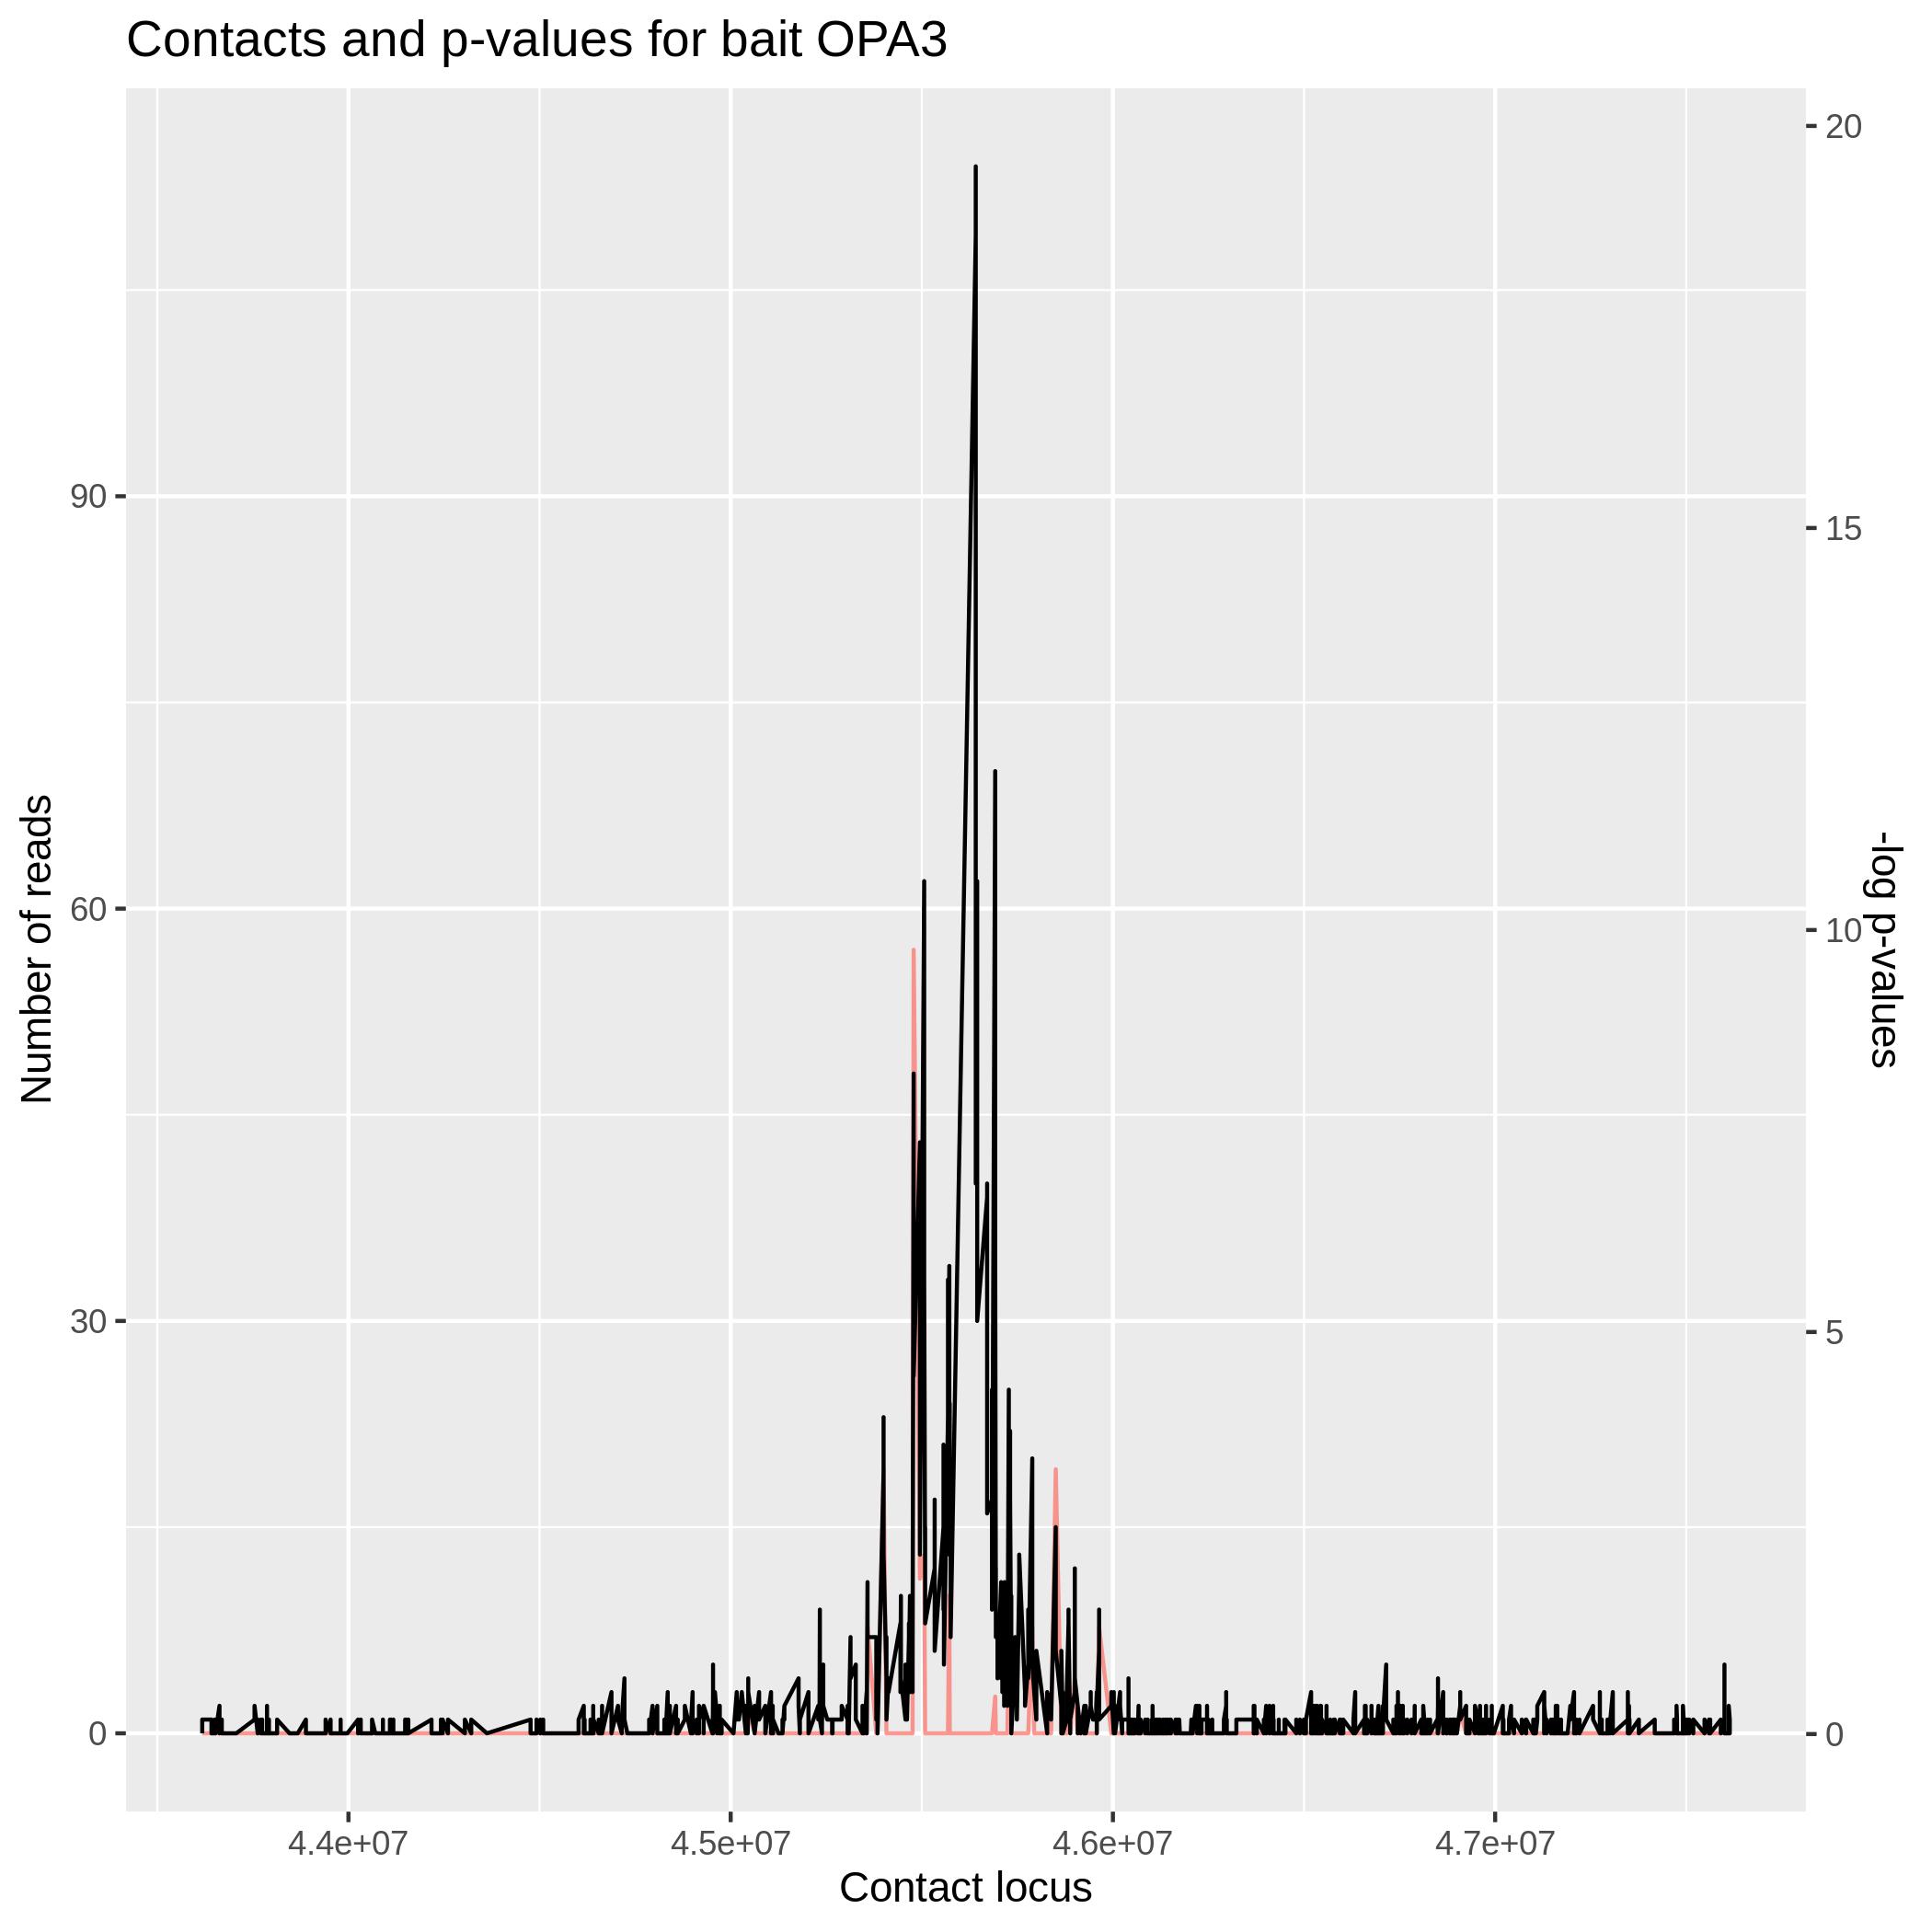 Contacts and p-values for bait OPA3
Number of reads
90
60
30
0
20
15
10
5
0
-log p-values
4.4e+07 4.5e+07 4.6e+07 4.7e+07
Contact locus